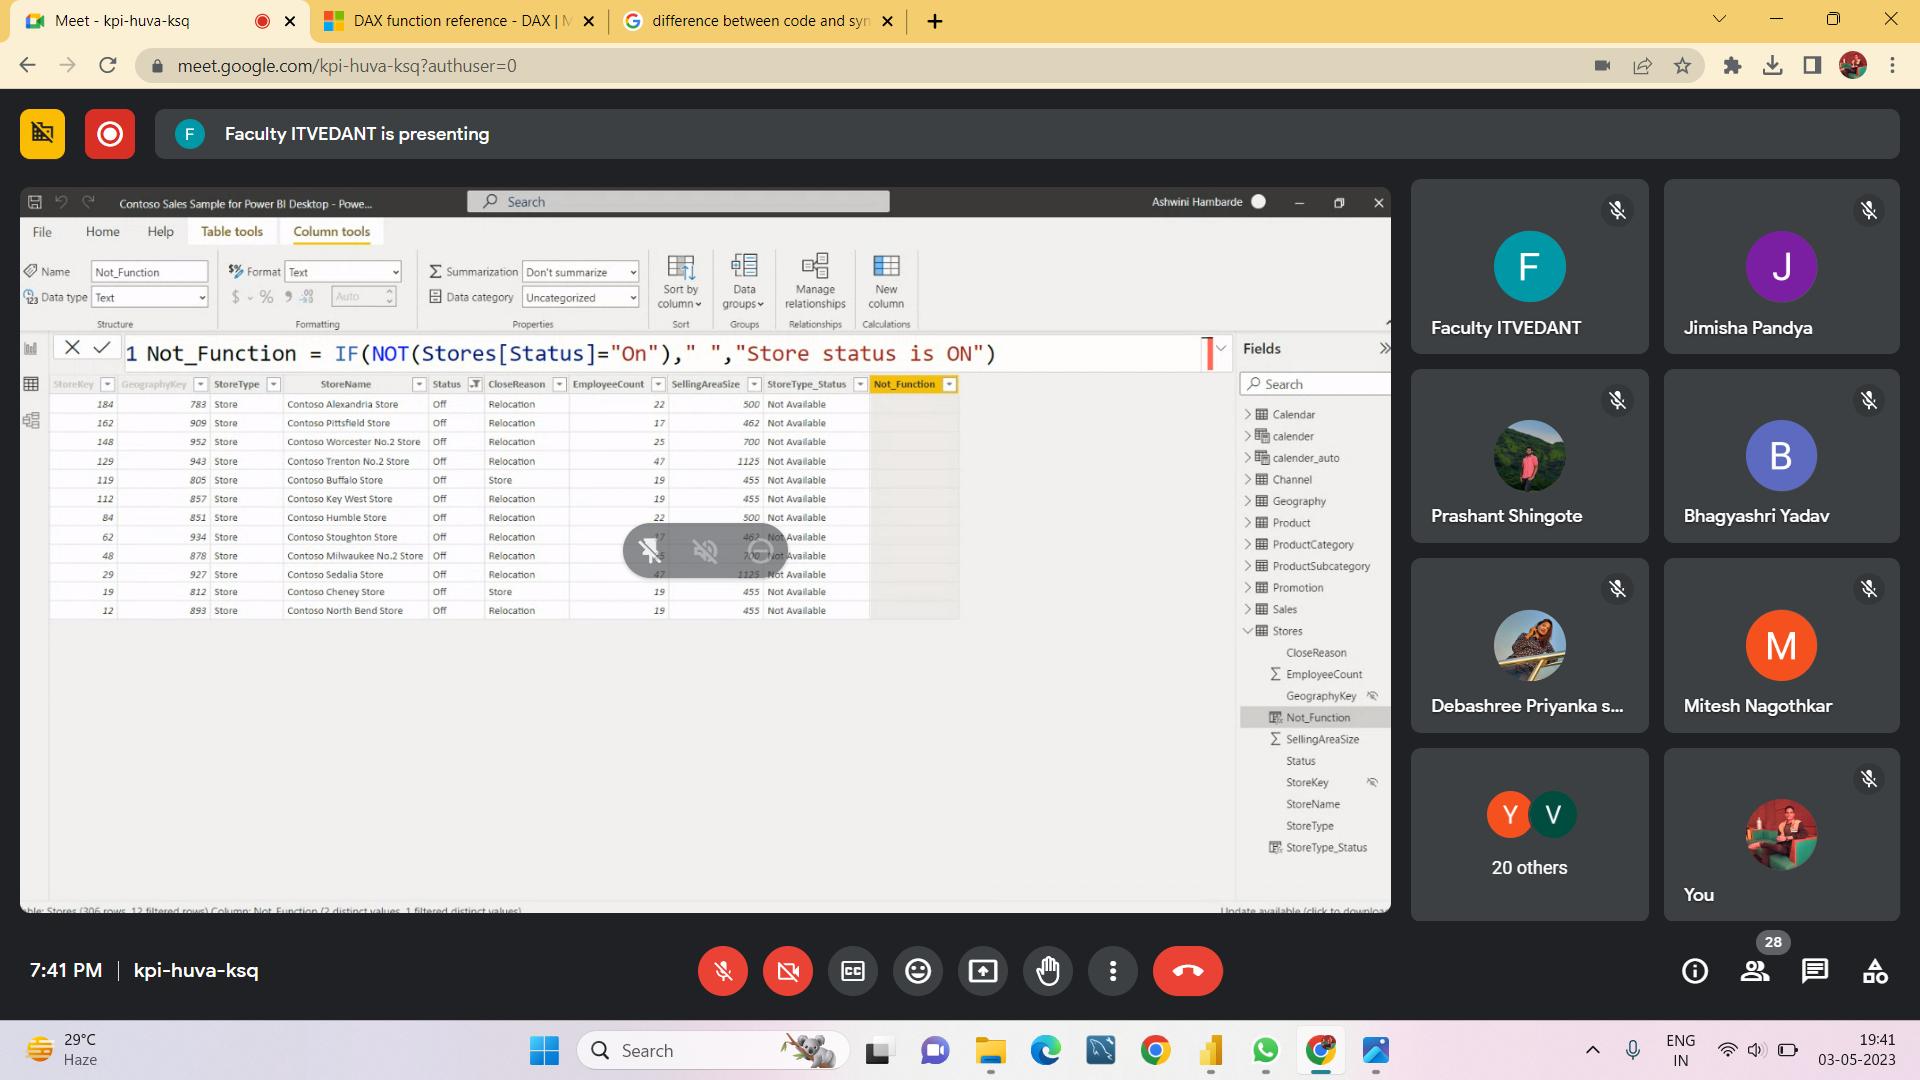 Meet - kpi-huva-ksq
DAX function reference - DAX | M
difference between code and syn
meet.google.com/kpi-huva-ksq?authuser=0
F Faculty ITVEDANT is presenting
Contoso Sales Sample for Power BI Desktop - Powe...
Search
Ashwini Hambarde
File Home Help Table tools Column tools
Name Not_Function
Format Text
Summarization Don't summarize
Data type Text
$ % Auto
Data category Uncategorized
Sort by column
Data groups
Manage relationships
New column
Structure Formatting Properties Sort Groups Relationships Calculations
1 Not_Function = IF(NOT(Stores[Status]="On")," ","Store status is ON")
StoreKey GeographyKey StoreType StoreName Status CloseReason EmployeeCount SellingAreaSize StoreType_Status Not_Function
184 783 Store Contoso Alexandria Store Off Relocation 22 500 Not Available
162 909 Store Contoso Pittsfield Store Off Relocation 17 462 Not Available
148 952 Store Contoso Worcester No.2 Store Off Relocation 25 700 Not Available
129 943 Store Contoso Trenton No.2 Store Off Relocation 47 1125 Not Available
119 805 Store Contoso Buffalo Store Off Store 19 455 Not Available
112 857 Store Contoso Key West Store Off Relocation 19 455 Not Available
84 851 Store Contoso Humble Store Off Relocation 22 500 Not Available
62 934 Store Contoso Stoughton Store Off Relocation 17 462 Not Available
48 878 Store Contoso Milwaukee No.2 Store Off Relocation 700 Not Available
29 927 Store Contoso Sedalia Store Off Relocation 47 1125 Not Available
19 812 Store Contoso Cheney Store Off Store 19 455 Not Available
12 893 Store Contoso North Bend Store Off Relocation 19 455 Not Available
Fields
Search
Calendar
calender
calender_auto
Channel
Geography
Product
ProductCategory
ProductSubcategory
Promotion
Sales
Stores
CloseReason
EmployeeCount
GeographyKey
Not_Function
SellingAreaSize
Status
StoreKey
StoreName
StoreType
StoreType_Status
Table: Stores (306 rows, 12 filtered rows) Column: Not_Function (2 distinct values, 1 filtered distinct values)
Update available (click to download
F
Faculty ITVEDANT
J
Jimisha Pandya
Prashant Shingote
B
Bhagyashri Yadav
Debashree Priyanka s...
M
Mitesh Nagothkar
Y V
20 others
You
7:41 PM | kpi-huva-ksq
CC
28
29°C
Haze
Search
ENG
IN
19:41
03-05-2023